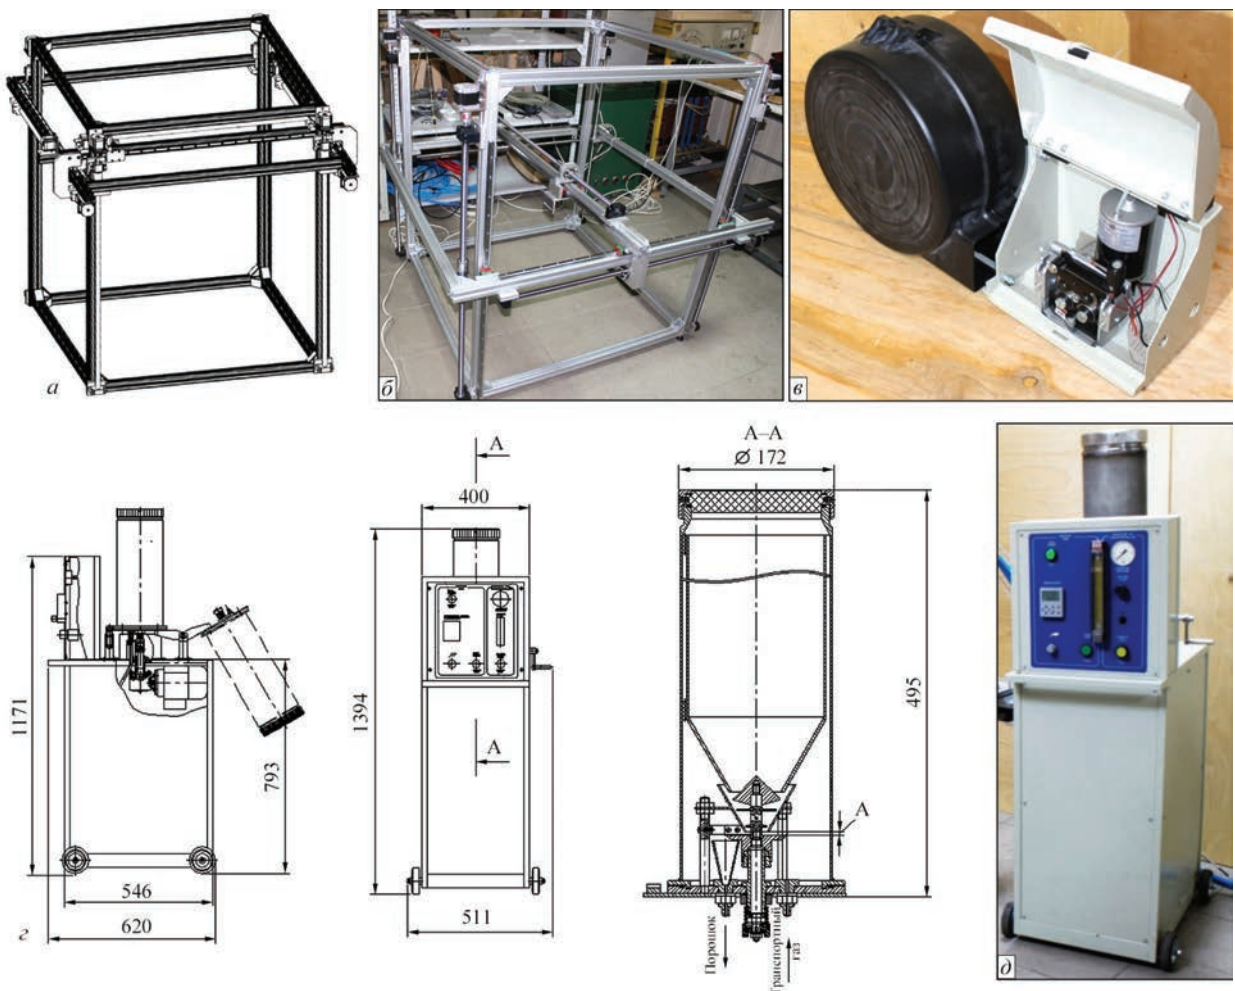 а
б
в
А–А
А
⌀ 172
400
1171
1394
495
793
А
А
546
511
620
Порошок
Транспортный
газ
г
д